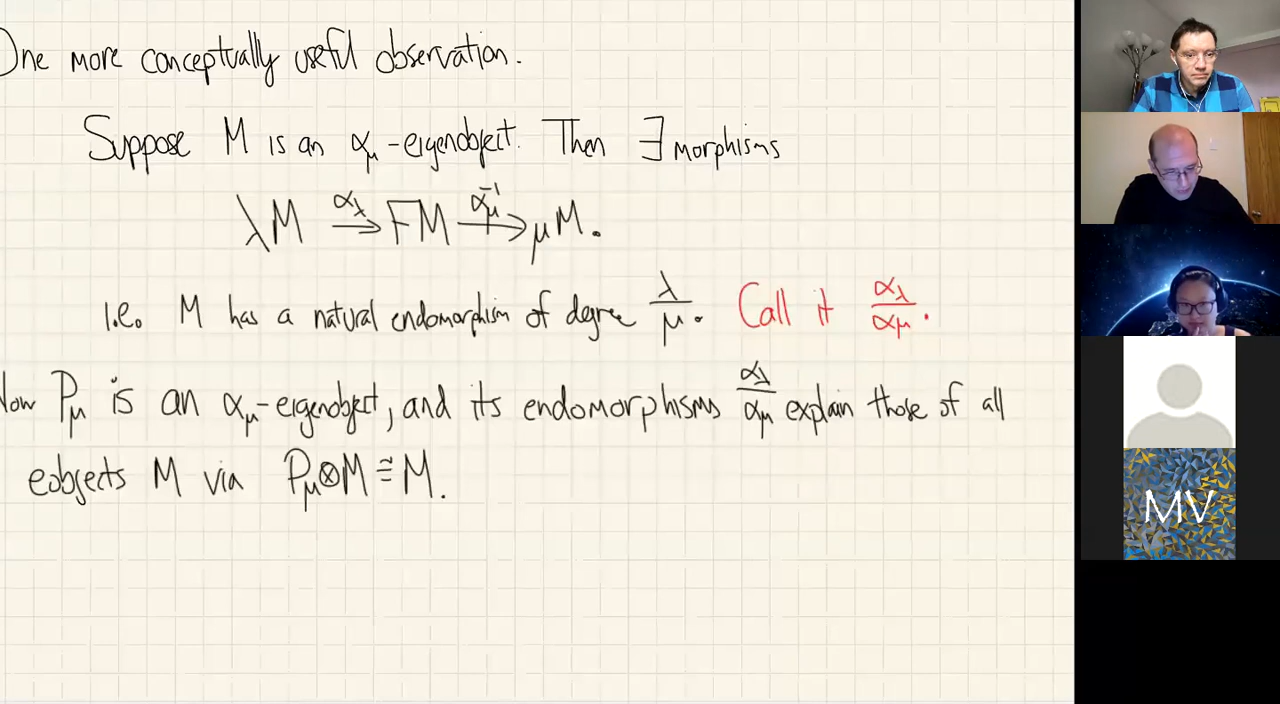 One more conceptually useful observation.
Suppose M is an α_μ-eigenobject. Then ∃ morphisms
λM →^{α_λ} FM →^{α_μ^{-1}} μM.
i.e. M has a natural endomorphism of degree λ/μ. Call it α_λ/α_μ.
Now P_μ is an α_μ-eigenobject, and its endomorphisms α_λ/α_μ explain those of all
eobjects M via P_μ⊗M ≅ M.
MV